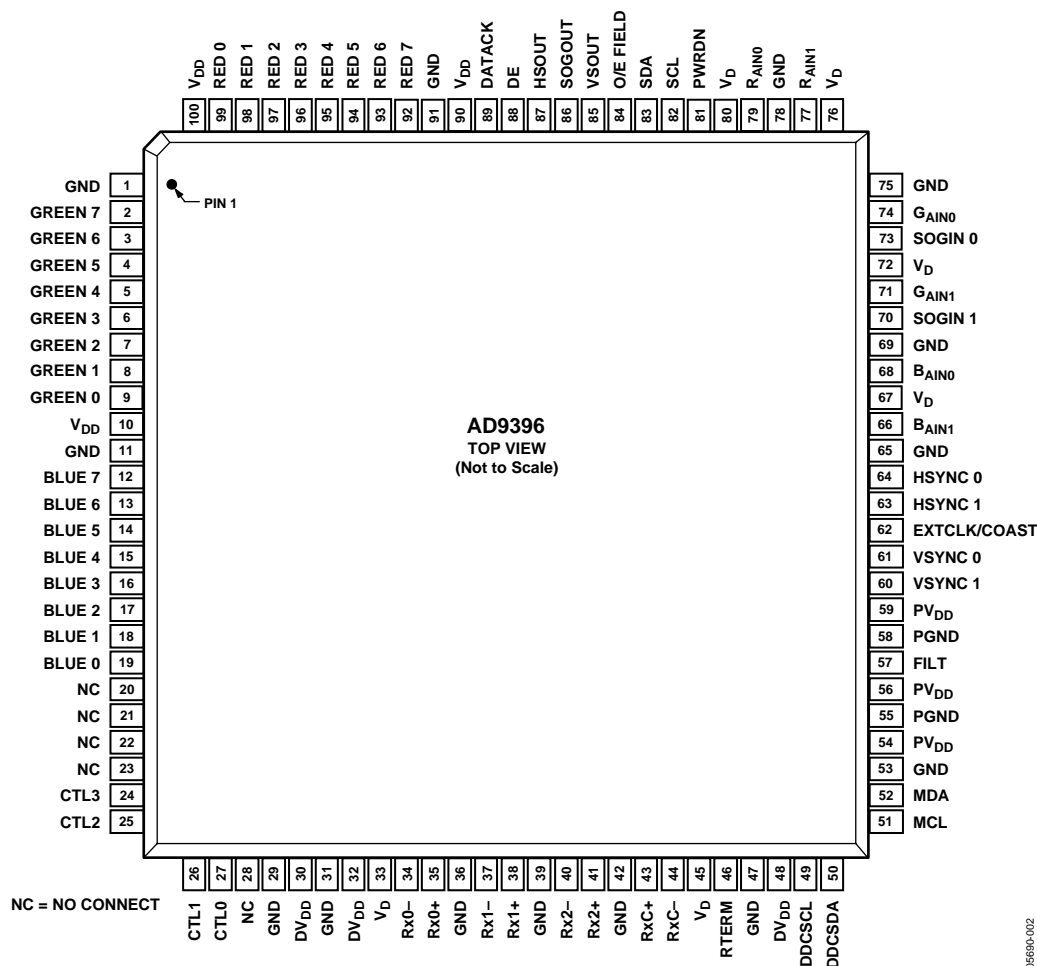 VDD RED 0 RED 1 RED 2 RED 3 RED 4 RED 5 RED 6 RED 7 GND VDD DATACK DE HSOUT SOGOUT VSOUT O/E FIELD SDA SCL PWRDN VD RAIN0 GND RAIN1 VD
100 99 98 97 96 95 94 93 92 91 90 89 88 87 86 85 84 83 82 81 80 79 78 77 76
GND 1
PIN 1
GREEN 7 2
GREEN 6 3
GREEN 5 4
GREEN 4 5
GREEN 3 6
GREEN 2 7
GREEN 1 8
GREEN 0 9
VDD 10
GND 11
BLUE 7 12
BLUE 6 13
BLUE 5 14
BLUE 4 15
BLUE 3 16
BLUE 2 17
BLUE 1 18
BLUE 0 19
NC 20
NC 21
NC 22
NC 23
CTL3 24
CTL2 25
AD9396
TOP VIEW
(Not to Scale)
75 GND
74 GAIN0
73 SOGIN 0
72 VD
71 GAIN1
70 SOGIN 1
69 GND
68 BAIN0
67 VD
66 BAIN1
65 GND
64 HSYNC 0
63 HSYNC 1
62 EXTCLK/COAST
61 VSYNC 0
60 VSYNC 1
59 PVDD
58 PGND
57 FILT
56 PVDD
55 PGND
54 PVDD
53 GND
52 MDA
51 MCL
26 27 28 29 30 31 32 33 34 35 36 37 38 39 40 41 42 43 44 45 46 47 48 49 50
CTL1 CTL0 NC GND DVDD GND DVDD VD Rx0– Rx0+ GND Rx1– Rx1+ GND Rx2– Rx2+ GND RxC+ RxC– VD RTERM GND DVDD DDCSCL DDCSDA
NC = NO CONNECT
05690-002